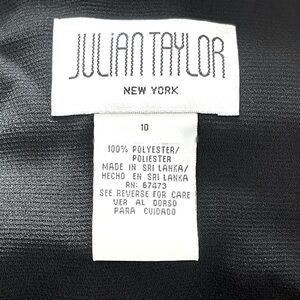 JULIAN TAYLOR
NEW YORK
10
100% POLYESTER/
POLIESTER
MADE IN SRI LANKA/
HECHO EN SRI LANKA
RN: 67473
SEE REVERSE FOR CARE
VER AL DORSO
PARA CUIDADO